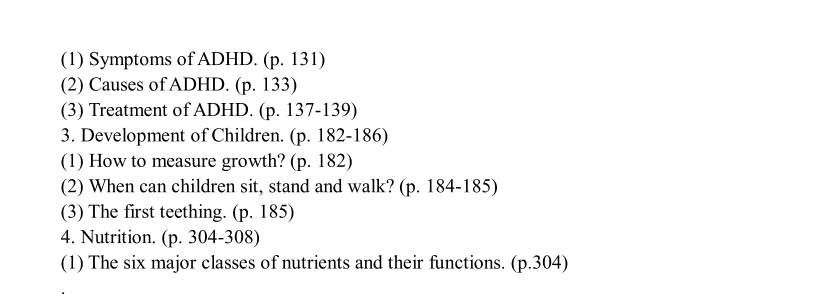 (1) Symptoms of ADHD. (p. 131)
(2) Causes of ADHD. (p. 133)
(3) Treatment of ADHD. (p. 137-139)
3. Development of Children. (p. 182-186)
(1) How to measure growth? (p. 182)
(2) When can children sit, stand and walk? (p. 184-185)
(3) The first teething. (p. 185)
4. Nutrition. (p. 304-308)
(1) The six major classes of nutrients and their functions. (p.304)
.